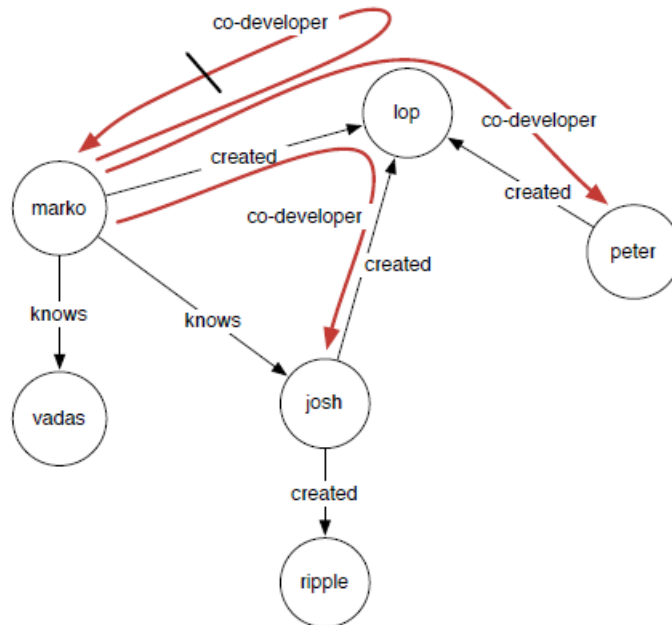 co-developer
lop
co-developer
created
created
marko
co-developer
peter
created
knows
knows
josh
vadas
created
ripple